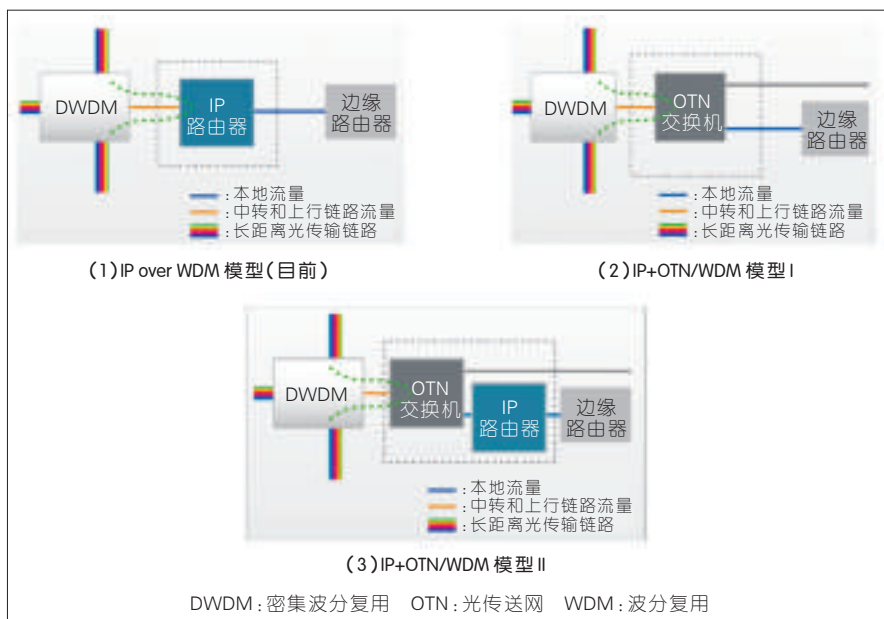 DWDM
IP
路由器
边缘
路由器
:本地流量
:中转和上行链路流量
:长距离光传输链路
(1)IP over WDM 模型(目前)
DWDM
OTN
交换机
边缘
路由器
:本地流量
:中转和上行链路流量
:长距离光传输链路
(2)IP+OTN/WDM 模型I
DWDM
OTN
交换机
IP
路由器
边缘
路由器
:本地流量
:中转和上行链路流量
:长距离光传输链路
(3)IP+OTN/WDM 模型II
DWDM:密集波分复用 OTN:光传送网 WDM:波分复用